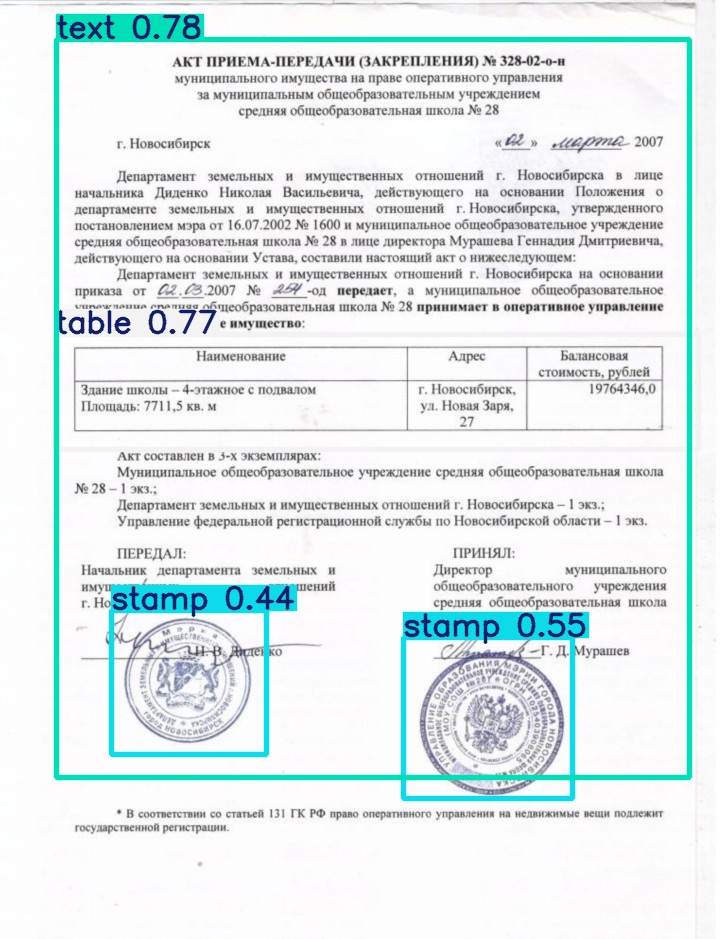 text 0.78
АКТ ПРИЕМА-ПЕРЕДАЧИ (ЗАКРЕПЛЕНИЯ) № 328-02-о-н
муниципального имущества на праве оперативного управления
за муниципальным общеобразовательным учреждением
средняя общеобразовательная школа № 28
г. Новосибирск «02» марта 2007
Департамент земельных и имущественных отношений г. Новосибирска в лице
начальника Диденко Николая Васильевича, действующего на основании Положения о
департаменте земельных и имущественных отношений г. Новосибирска, утвержденного
постановлением мэра от 16.07.2002 № 1600 и муниципальное общеобразовательное учреждение
средняя общеобразовательная школа № 28 в лице директора Мурашева Геннадия Дмитриевича,
действующего на основании Устава, составили настоящий акт о нижеследующем:
Департамент земельных и имущественных отношений г. Новосибирска на основании
приказа от 02.03.2007 № 254-од передает, а муниципальное общеобразовательное
учреждение средняя общеобразовательная школа № 28 принимает в оперативное управление
table 0.77 е имущество:
Наименование Адрес Балансовая
стоимость, рублей
Здание школы – 4-этажное с подвалом г. Новосибирск, 19764346,0
Площадь: 7711,5 кв. м ул. Новая Заря,
27
Акт составлен в 3-х экземплярах:
Муниципальное общеобразовательное учреждение средняя общеобразовательная школа
№ 28 – 1 экз.;
Департамент земельных и имущественных отношений г. Новосибирска – 1 экз.;
Управление федеральной регистрационной службы по Новосибирской области – 1 экз.
ПЕРЕДАЛ: ПРИНЯЛ:
Начальник департамента земельных и Директор муниципального
общеобразовательного учреждения
г. средняя общеобразовательная школа
stamp 0.44
stamp 0.55
Н. В. Диденко Г. Д. Мурашев
* В соответствии со статьей 131 ГК РФ право оперативного управления на недвижимые вещи подлежит
государственной регистрации.